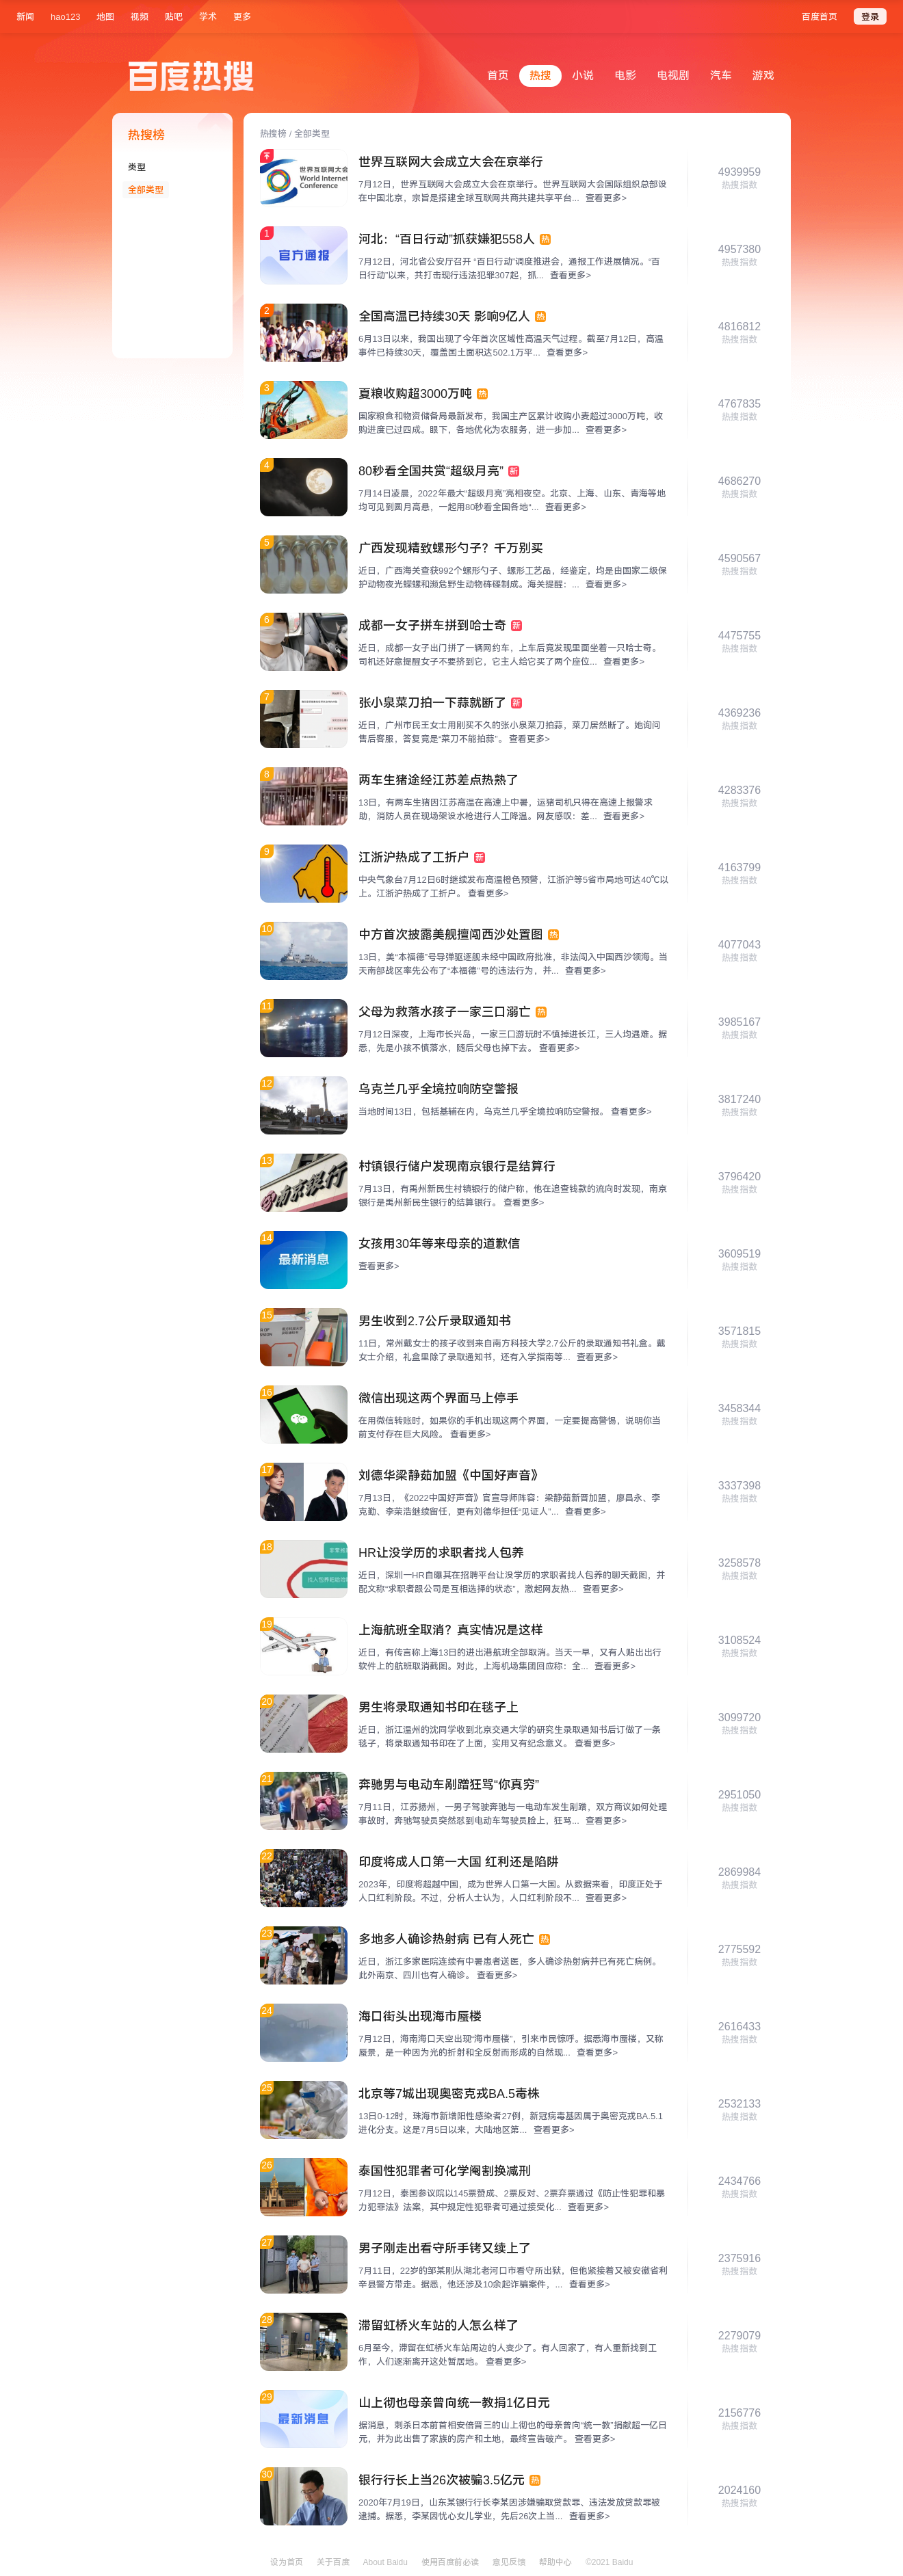 新闻 hao123 地图 视频 贴吧 学术 更多 百度首页 登录
百度热搜
首页 热搜 小说 电影 电视剧 汽车 游戏
热搜榜
类型
全部类型
热搜榜 / 全部类型
世界互联网大会
World Internet
Conference
世界互联网大会成立大会在京举行
7月12日，世界互联网大会成立大会在京举行。世界互联网大会国际组织总部设
在中国北京，宗旨是搭建全球互联网共商共建共享平台... 查看更多>
4939959
热搜指数
1
官方通报
河北：“百日行动”抓获嫌犯558人 热
7月12日，河北省公安厅召开 “百日行动”调度推进会，通报工作进展情况。“百
日行动”以来，共打击现行违法犯罪307起，抓... 查看更多>
4957380
热搜指数
2
全国高温已持续30天 影响9亿人 热
6月13日以来，我国出现了今年首次区域性高温天气过程。截至7月12日，高温
事件已持续30天，覆盖国土面积达502.1万平... 查看更多>
4816812
热搜指数
3
夏粮收购超3000万吨 热
国家粮食和物资储备局最新发布，我国主产区累计收购小麦超过3000万吨，收
购进度已过四成。眼下，各地优化为农服务，进一步加... 查看更多>
4767835
热搜指数
4
80秒看全国共赏“超级月亮” 新
7月14日凌晨，2022年最大“超级月亮”亮相夜空。北京、上海、山东、青海等地
均可见到圆月高悬，一起用80秒看全国各地“... 查看更多>
4686270
热搜指数
5
广西发现精致螺形勺子？千万别买
近日，广西海关查获992个螺形勺子、螺形工艺品，经鉴定，均是由国家二级保
护动物夜光蝾螺和濒危野生动物砗磲制成。海关提醒：... 查看更多>
4590567
热搜指数
6
成都一女子拼车拼到哈士奇 新
近日，成都一女子出门拼了一辆网约车，上车后竟发现里面坐着一只哈士奇。
司机还好意提醒女子不要挤到它，它主人给它买了两个座位... 查看更多>
4475755
热搜指数
7
张小泉菜刀拍一下蒜就断了 新
近日，广州市民王女士用刚买不久的张小泉菜刀拍蒜，菜刀居然断了。她询问
售后客服，答复竟是“菜刀不能拍蒜”。 查看更多>
4369236
热搜指数
8
两车生猪途经江苏差点热熟了
13日，有两车生猪因江苏高温在高速上中暑，运猪司机只得在高速上报警求
助，消防人员在现场架设水枪进行人工降温。网友感叹：差... 查看更多>
4283376
热搜指数
9
江浙沪热成了工折户 新
中央气象台7月12日6时继续发布高温橙色预警，江浙沪等5省市局地可达40℃以
上。江浙沪热成了工折户。 查看更多>
4163799
热搜指数
10
中方首次披露美舰擅闯西沙处置图 热
13日，美“本福德”号导弹驱逐舰未经中国政府批准，非法闯入中国西沙领海。当
天南部战区率先公布了“本福德”号的违法行为，并... 查看更多>
4077043
热搜指数
11
父母为救落水孩子一家三口溺亡 热
7月12日深夜，上海市长兴岛，一家三口游玩时不慎掉进长江，三人均遇难。据
悉，先是小孩不慎落水，随后父母也掉下去。 查看更多>
3985167
热搜指数
12
乌克兰几乎全境拉响防空警报
当地时间13日，包括基辅在内，乌克兰几乎全境拉响防空警报。 查看更多>
3817240
热搜指数
13
村镇银行储户发现南京银行是结算行
7月13日，有禹州新民生村镇银行的储户称，他在追查钱款的流向时发现，南京
银行是禹州新民生银行的结算银行。 查看更多>
3796420
热搜指数
14
最新消息
女孩用30年等来母亲的道歉信
查看更多>
3609519
热搜指数
15
男生收到2.7公斤录取通知书
11日，常州戴女士的孩子收到来自南方科技大学2.7公斤的录取通知书礼盒。戴
女士介绍，礼盒里除了录取通知书，还有入学指南等... 查看更多>
3571815
热搜指数
16
微信出现这两个界面马上停手
在用微信转账时，如果你的手机出现这两个界面，一定要提高警惕，说明你当
前支付存在巨大风险。 查看更多>
3458344
热搜指数
17
刘德华梁静茹加盟《中国好声音》
7月13日，《2022中国好声音》官宣导师阵容：梁静茹新晋加盟，廖昌永、李
克勤、李荣浩继续留任，更有刘德华担任“见证人”... 查看更多>
3337398
热搜指数
18
HR让没学历的求职者找人包养
近日，深圳一HR自曝其在招聘平台让没学历的求职者找人包养的聊天截图，并
配文称“求职者跟公司是互相选择的状态”，激起网友热... 查看更多>
3258578
热搜指数
19
上海航班全取消？真实情况是这样
近日，有传言称上海13日的进出港航班全部取消。当天一早，又有人贴出出行
软件上的航班取消截图。对此，上海机场集团回应称：全... 查看更多>
3108524
热搜指数
20
男生将录取通知书印在毯子上
近日，浙江温州的沈同学收到北京交通大学的研究生录取通知书后订做了一条
毯子，将录取通知书印在了上面，实用又有纪念意义。 查看更多>
3099720
热搜指数
21
奔驰男与电动车剐蹭狂骂“你真穷”
7月11日，江苏扬州，一男子驾驶奔驰与一电动车发生剐蹭，双方商议如何处理
事故时，奔驰驾驶员突然怼到电动车驾驶员脸上，狂骂... 查看更多>
2951050
热搜指数
22
印度将成人口第一大国 红利还是陷阱
2023年，印度将超越中国，成为世界人口第一大国。从数据来看，印度正处于
人口红利阶段。不过，分析人士认为，人口红利阶段不... 查看更多>
2869984
热搜指数
23
多地多人确诊热射病 已有人死亡 热
近日，浙江多家医院连续有中暑患者送医，多人确诊热射病并已有死亡病例。
此外南京、四川也有人确诊。 查看更多>
2775592
热搜指数
24
海口街头出现海市蜃楼
7月12日，海南海口天空出现“海市蜃楼”，引来市民惊呼。据悉海市蜃楼，又称
蜃景，是一种因为光的折射和全反射而形成的自然现... 查看更多>
2616433
热搜指数
25
北京等7城出现奥密克戎BA.5毒株
13日0-12时，珠海市新增阳性感染者27例，新冠病毒基因属于奥密克戎BA.5.1
进化分支。这是7月5日以来，大陆地区第... 查看更多>
2532133
热搜指数
26
泰国性犯罪者可化学阉割换减刑
7月12日，泰国参议院以145票赞成、2票反对、2票弃票通过《防止性犯罪和暴
力犯罪法》法案，其中规定性犯罪者可通过接受化... 查看更多>
2434766
热搜指数
27
男子刚走出看守所手铐又续上了
7月11日，22岁的邹某刚从湖北老河口市看守所出狱，但他紧接着又被安徽省利
辛县警方带走。据悉，他还涉及10余起诈骗案件，... 查看更多>
2375916
热搜指数
28
滞留虹桥火车站的人怎么样了
6月至今，滞留在虹桥火车站周边的人变少了。有人回家了，有人重新找到工
作，人们逐渐离开这处暂居地。 查看更多>
2279079
热搜指数
29
最新消息
山上彻也母亲曾向统一教捐1亿日元
据消息，刺杀日本前首相安倍晋三的山上彻也的母亲曾向“统一教”捐献超一亿日
元，并为此出售了家族的房产和土地，最终宣告破产。 查看更多>
2156776
热搜指数
30
银行行长上当26次被骗3.5亿元 热
2020年7月19日，山东某银行行长李某因涉嫌骗取贷款罪、违法发放贷款罪被
逮捕。据悉，李某因忧心女儿学业，先后26次上当... 查看更多>
2024160
热搜指数
设为首页 关于百度 About Baidu 使用百度前必读 意见反馈 帮助中心 ©2021 Baidu